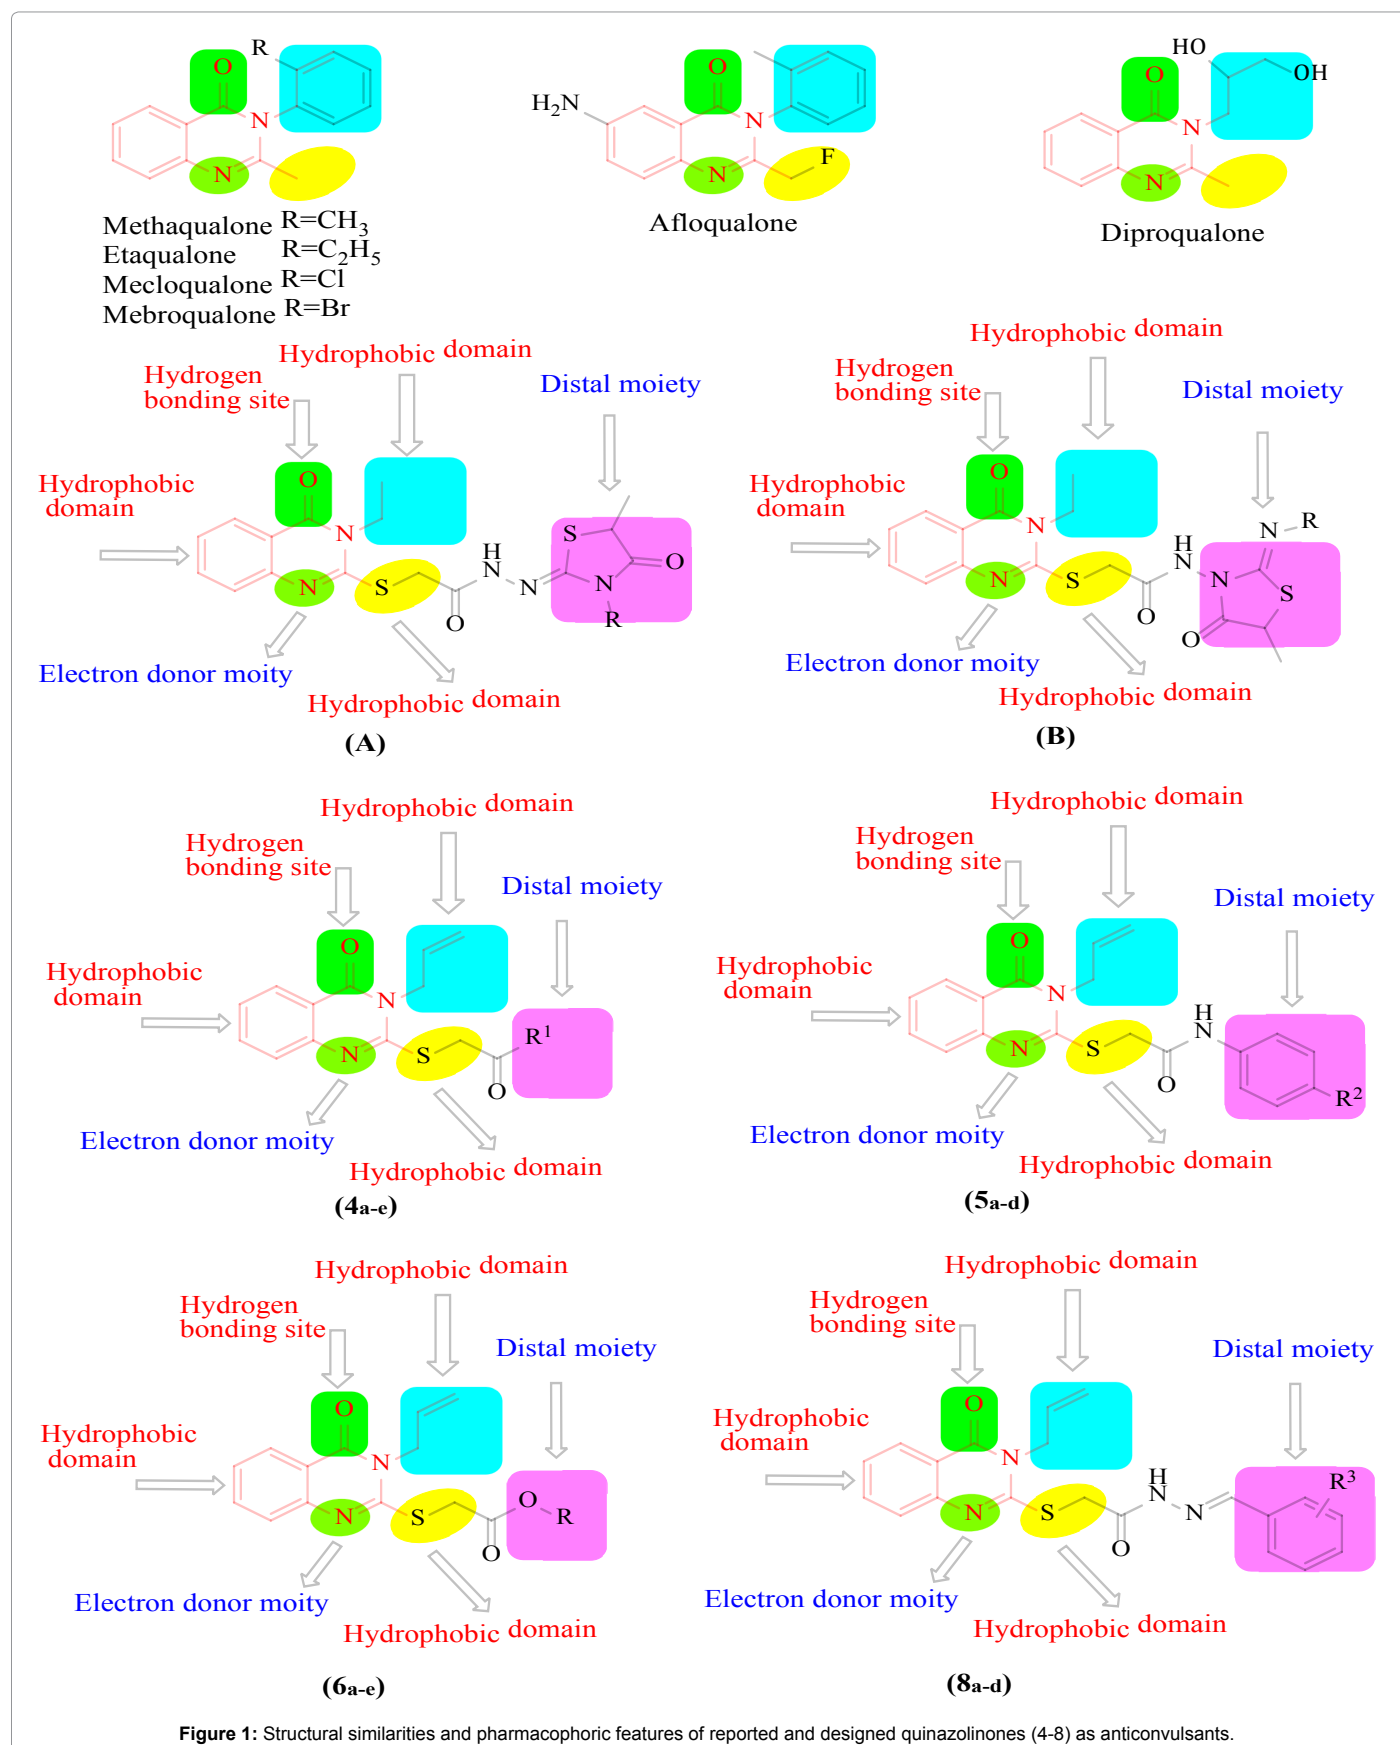 R
O
N
N
Methaqualone R=CH3
Etaqualone R=C2H5
Mecloqualone R=Cl
Mebroqualone R=Br
H2N
O
N
N
F
Afloqualone
HO
OH
O
N
N
Diproqualone
Hydrophobic domain
Hydrogen
bonding site
Distal moiety
Hydrophobic
domain
O
N
N
S
O
H
N
N
S
N
O
R
Electron donor moity
Hydrophobic domain
(A)
Hydrophobic domain
Hydrogen
bonding site
Distal moiety
Hydrophobic
domain
O
N
N
S
O
H
N
N
N
R
S
O
Electron donor moity
Hydrophobic domain
(B)
Hydrophobic domain
Hydrogen
bonding site
Distal moiety
Hydrophobic
domain
O
N
N
S
O
R1
Electron donor moity
Hydrophobic domain
(4a-e)
Hydrophobic domain
Hydrogen
bonding site
Distal moiety
Hydrophobic
domain
O
N
N
S
O
H
N
R2
Electron donor moity
Hydrophobic domain
(5a-d)
Hydrophobic domain
Hydrogen
bonding site
Distal moiety
Hydrophobic
domain
O
N
N
S
O
O
R
Electron donor moity
Hydrophobic domain
(6a-e)
Hydrophobic domain
Hydrogen
bonding site
Distal moiety
Hydrophobic
domain
O
N
N
S
O
H
N
N
R3
Electron donor moity
Hydrophobic domain
(8a-d)
Figure 1: Structural similarities and pharmacophoric features of reported and designed quinazolinones (4-8) as anticonvulsants.